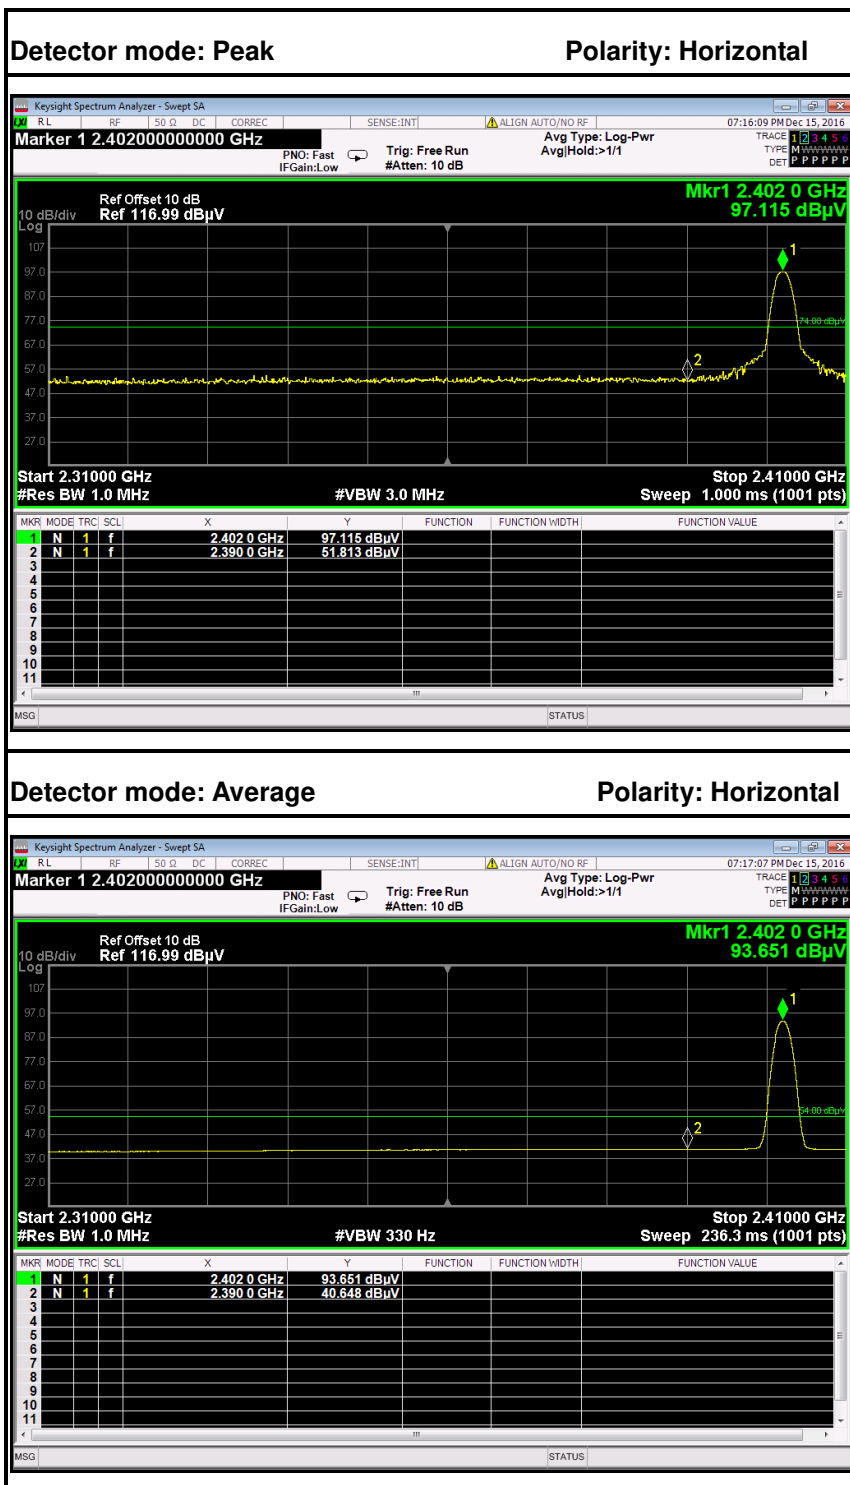 Detector mode: Peak Polarity: Horizontal
Keysight Spectrum Analyzer - Swept SA
LXI RL RF 50 Ω DC CORREC SENSE:INT ALIGN AUTO/NO RF 07:16:09 PM Dec 15, 2016
Marker 1 2.402000000000 GHz Avg Type: Log-Pwr TRACE 1 2 3 4 5 6
PNO: Fast Trig: Free Run Avg|Hold:>1/1 TYPE M WWWWW
IFGain:Low #Atten: 10 dB DET P P P P P P
Mkr1 2.402 0 GHz
Ref Offset 10 dB
10 dB/div Ref 116.99 dBµV 97.115 dBµV
Log
107
1
97.0
87.0
77.0
74.00 dBµV
67.0
57.0
2
47.0
37.0
27.0
Start 2.31000 GHz Stop 2.41000 GHz
#Res BW 1.0 MHz #VBW 3.0 MHz Sweep 1.000 ms (1001 pts)
MKR MODE TRC SCL X Y FUNCTION FUNCTION WIDTH FUNCTION VALUE
1 N 1 f 2.402 0 GHz 97.115 dBµV
2 N 1 f 2.390 0 GHz 51.813 dBµV
3
4
5
6
7
8
9
10
11
MSG STATUS
Detector mode: Average Polarity: Horizontal
Keysight Spectrum Analyzer - Swept SA
LXI RL RF 50 Ω DC CORREC SENSE:INT ALIGN AUTO/NO RF 07:17:07 PM Dec 15, 2016
Marker 1 2.402000000000 GHz Avg Type: Log-Pwr TRACE 1 2 3 4 5 6
PNO: Fast Trig: Free Run Avg|Hold:>1/1 TYPE M WWWWW
IFGain:Low #Atten: 10 dB DET P P P P P P
Mkr1 2.402 0 GHz
Ref Offset 10 dB
10 dB/div Ref 116.99 dBµV 93.651 dBµV
Log
107
1
97.0
87.0
77.0
67.0
57.0
54.00 dBµV
2
47.0
37.0
27.0
Start 2.31000 GHz Stop 2.41000 GHz
#Res BW 1.0 MHz #VBW 330 Hz Sweep 236.3 ms (1001 pts)
MKR MODE TRC SCL X Y FUNCTION FUNCTION WIDTH FUNCTION VALUE
1 N 1 f 2.402 0 GHz 93.651 dBµV
2 N 1 f 2.390 0 GHz 40.648 dBµV
3
4
5
6
7
8
9
10
11
MSG STATUS